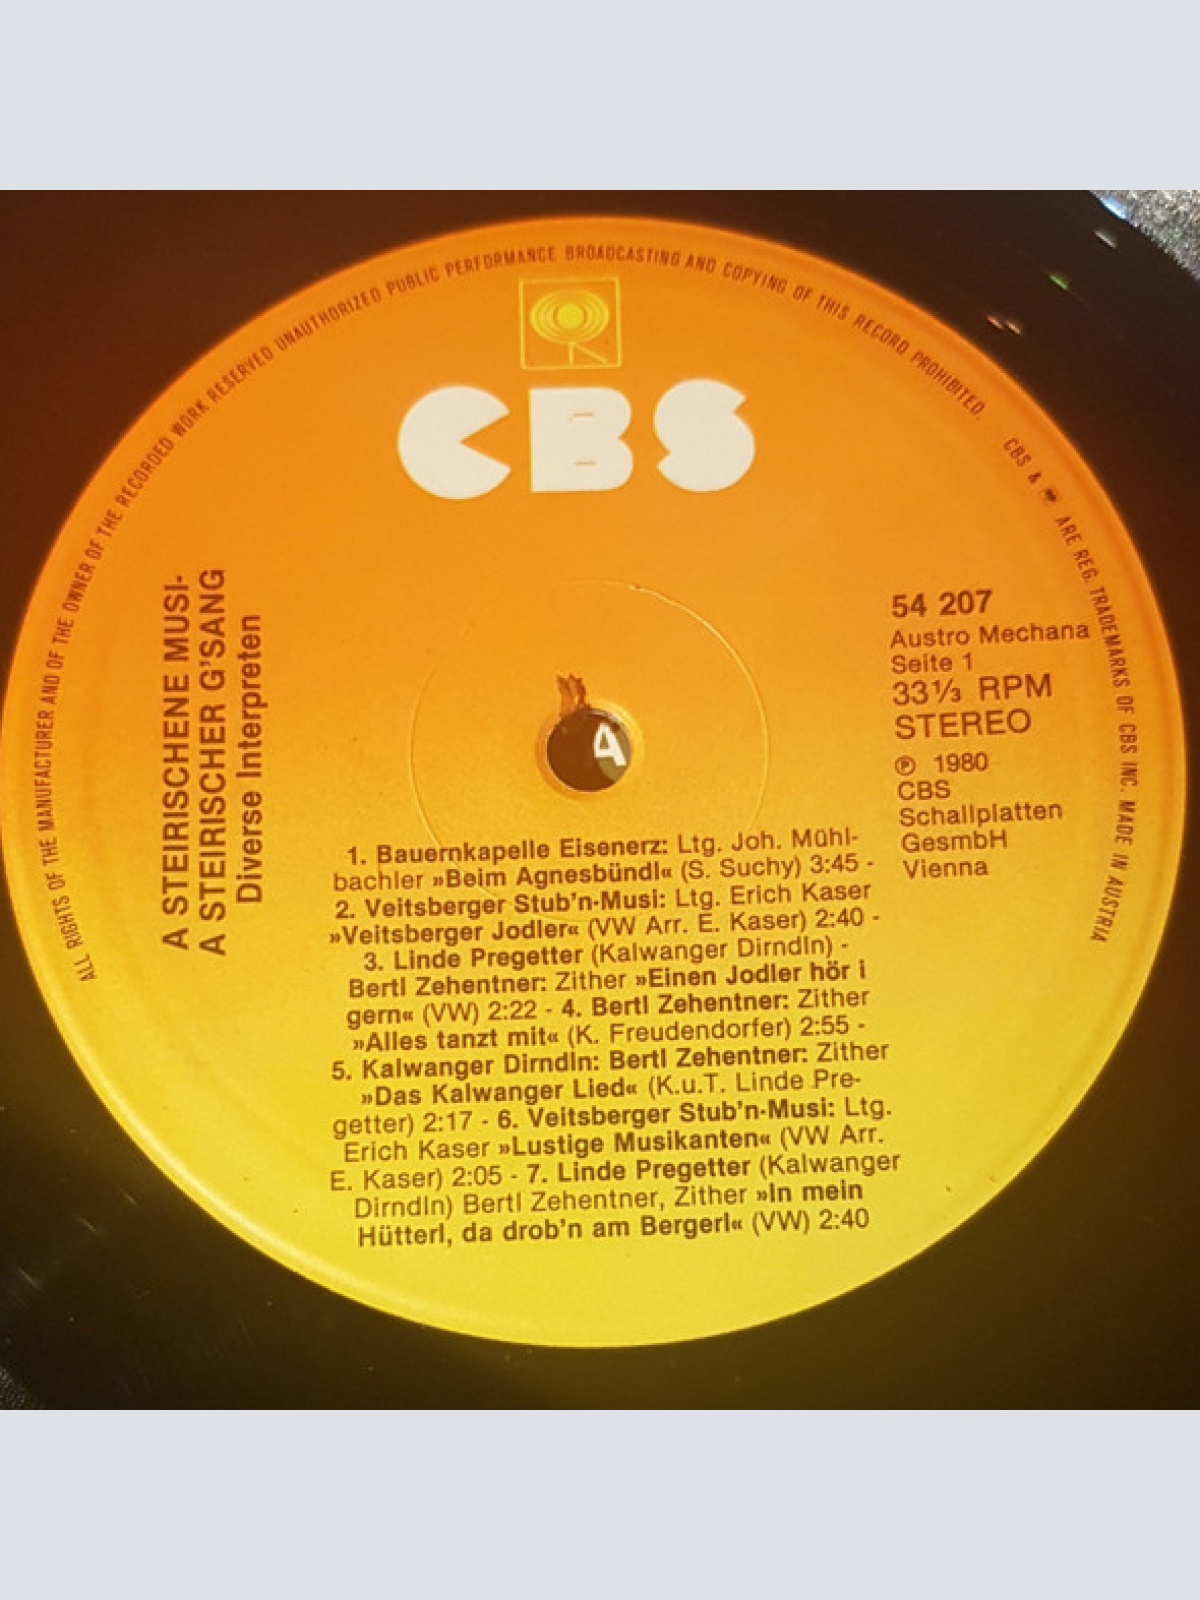 ALL RIGHTS OF THE MANUFACTURER AND OF THE OWNER OF THE RECORDED WORK RESERVED UNAUTHORIZED PUBLIC PERFORMANCE BROADCASTING AND COPYING OF THIS RECORD PROHIBITED.
CBS & ARE REG. TRADEMARKS OF CBS INC. MADE IN AUSTRIA
CBS
A STEIRISCHENE MUSI-
A STEIRISCHER G'SANG
Diverse Interpreten
54 207
Austro Mechana
Seite 1
33⅓ RPM
STEREO
℗ 1980
CBS
Schallplatten
GesmbH
Vienna
A
1. Bauernkapelle Eisenerz: Ltg. Joh. Mühl-
bachler »Beim Agnesbündl« (S. Suchy) 3:45 -
2. Veitsberger Stub'n-Musi: Ltg. Erich Kaser
»Veitsberger Jodler« (VW Arr. E. Kaser) 2:40 -
3. Linde Pregetter (Kalwanger Dirndln) -
Bertl Zehentner: Zither »Einen Jodler hör i
gern« (VW) 2:22 - 4. Bertl Zehentner: Zither
»Alles tanzt mit« (K. Freudendorfer) 2:55 -
5. Kalwanger Dirndln: Bertl Zehentner: Zither
»Das Kalwanger Lied« (K.u.T. Linde Pre-
getter) 2:17 - 6. Veitsberger Stub'n-Musi: Ltg.
Erich Kaser »Lustige Musikanten« (VW Arr.
E. Kaser) 2:05 - 7. Linde Pregetter (Kalwanger
Dirndln) Bertl Zehentner, Zither »In mein
Hütterl, da drob'n am Bergerl« (VW) 2:40